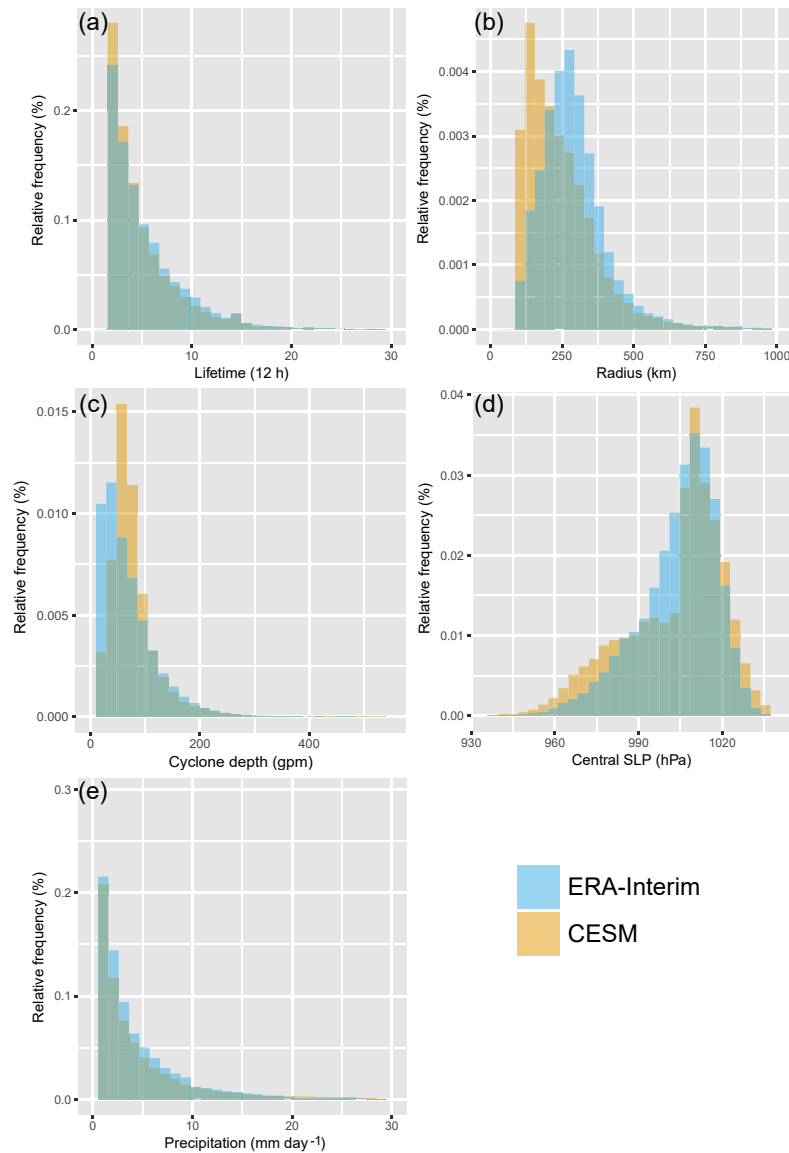 (a)
Relative frequency (%)
0.2
0.1
0.0
0
10
20
30
Lifetime (12 h)
(b)
Relative frequency (%)
0.004
0.003
0.002
0.001
0.000
0
250
500
750
1000
Radius (km)
(c)
Relative frequency (%)
0.015
0.010
0.005
0.000
0
200
400
Cyclone depth (gpm)
(d)
Relative frequency (%)
0.04
0.03
0.02
0.01
0.00
930
960
990
1020
Central SLP (hPa)
(e)
Relative frequency (%)
0.3
0.2
0.1
0.0
0
10
20
30
Precipitation (mm day-1)
ERA-Interim
CESM